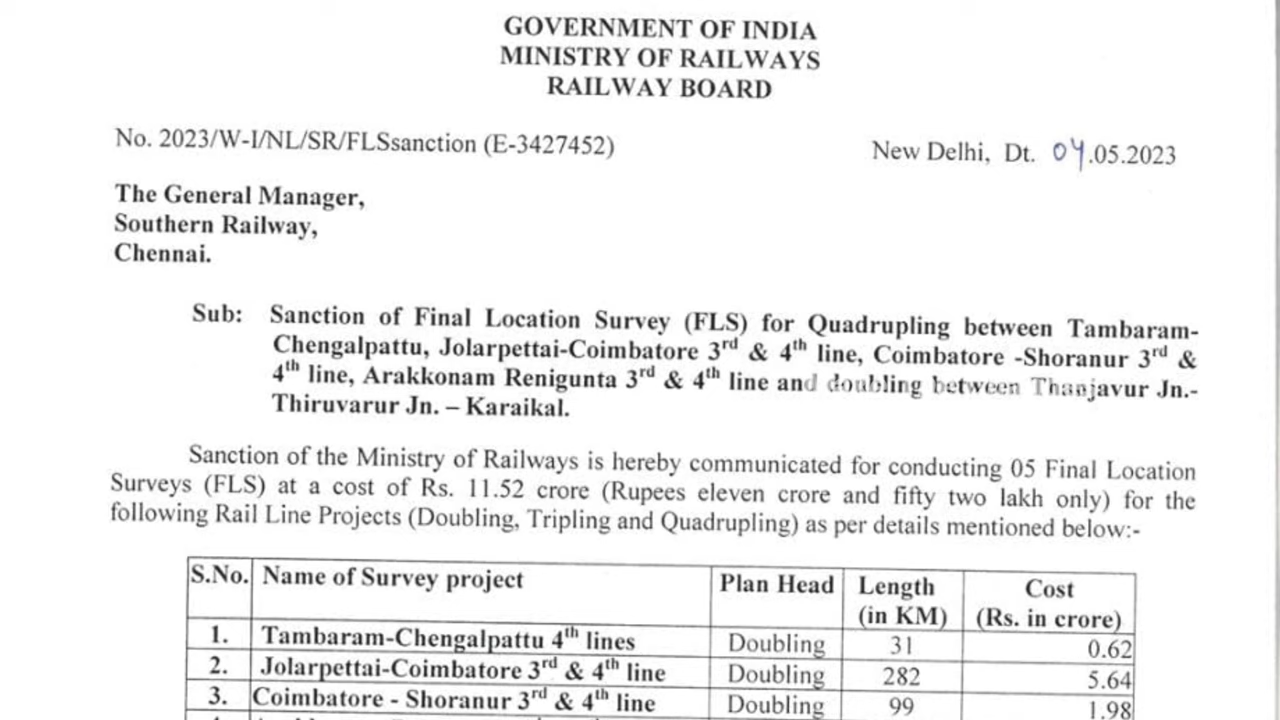 GOVERNMENT OF INDIA
MINISTRY OF RAILWAYS
RAILWAY BOARD
No. 2023/W-I/NL/SR/FLSsanction (E-3427452) New Delhi, Dt. 04.05.2023
The General Manager,
Southern Railway,
Chennai.
Sub: Sanction of Final Location Survey (FLS) for Quadrupling between Tambaram-
Chengalpattu, Jolarpettai-Coimbatore 3rd & 4th line, Coimbatore -Shoranur 3rd &
4th line, Arakkonam Renigunta 3rd & 4th line and doubling between Thanjavur Jn.-
Thiruvarur Jn. – Karaikal.
Sanction of the Ministry of Railways is hereby communicated for conducting 05 Final Location
Surveys (FLS) at a cost of Rs. 11.52 crore (Rupees eleven crore and fifty two lakh only) for the
following Rail Line Projects (Doubling, Tripling and Quadrupling) as per details mentioned below:-
S.No. Name of Survey project Plan Head Length (in KM) Cost (Rs. in crore)
1. Tambaram-Chengalpattu 4th lines Doubling 31 0.62
2. Jolarpettai-Coimbatore 3rd & 4th line Doubling 282 5.64
3. Coimbatore - Shoranur 3rd & 4th line Doubling 99 1.98